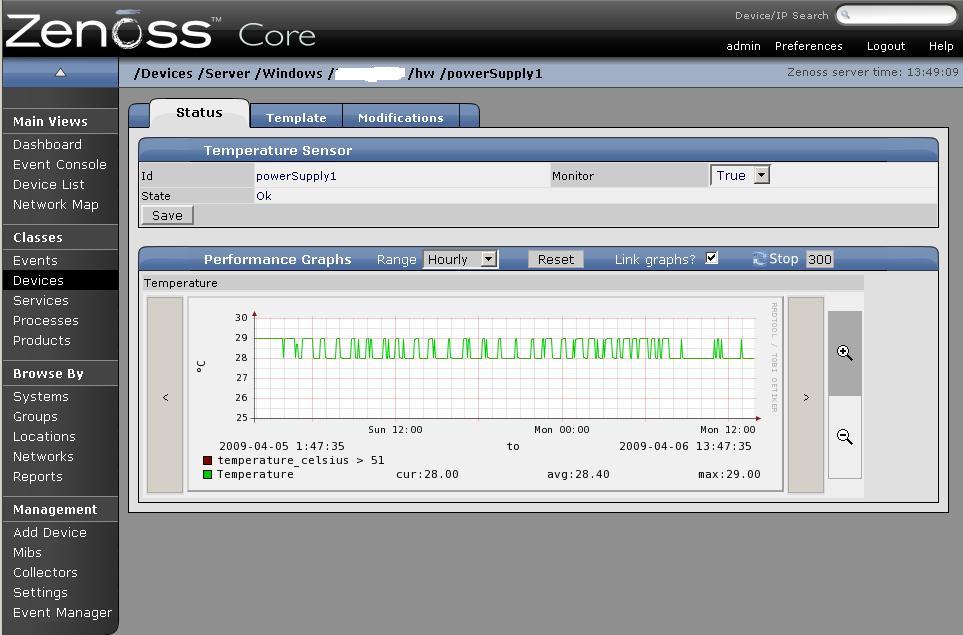 Zenoss™ Core
Device/IP Search
admin Preferences Logout Help
/Devices /Server /Windows / /hw /powerSupply1
Zenoss server time: 13:49:09
Main Views
Dashboard
Event Console
Device List
Network Map
Classes
Events
Devices
Services
Processes
Products
Browse By
Systems
Groups
Locations
Networks
Reports
Management
Add Device
Mibs
Collectors
Settings
Event Manager
Status Template Modifications
Temperature Sensor
Id powerSupply1 Monitor True
State Ok
Save
Performance Graphs Range Hourly Reset Link graphs? Stop 300
Temperature
<
30
29
28
27
26
25
°C
Sun 12:00 Mon 00:00 Mon 12:00
2009-04-05 1:47:35 to 2009-04-06 13:47:35
temperature_celsius > 51
Temperature cur:28.00 avg:28.40 max:29.00
RRDTOOL / TOBI OETIKER
>